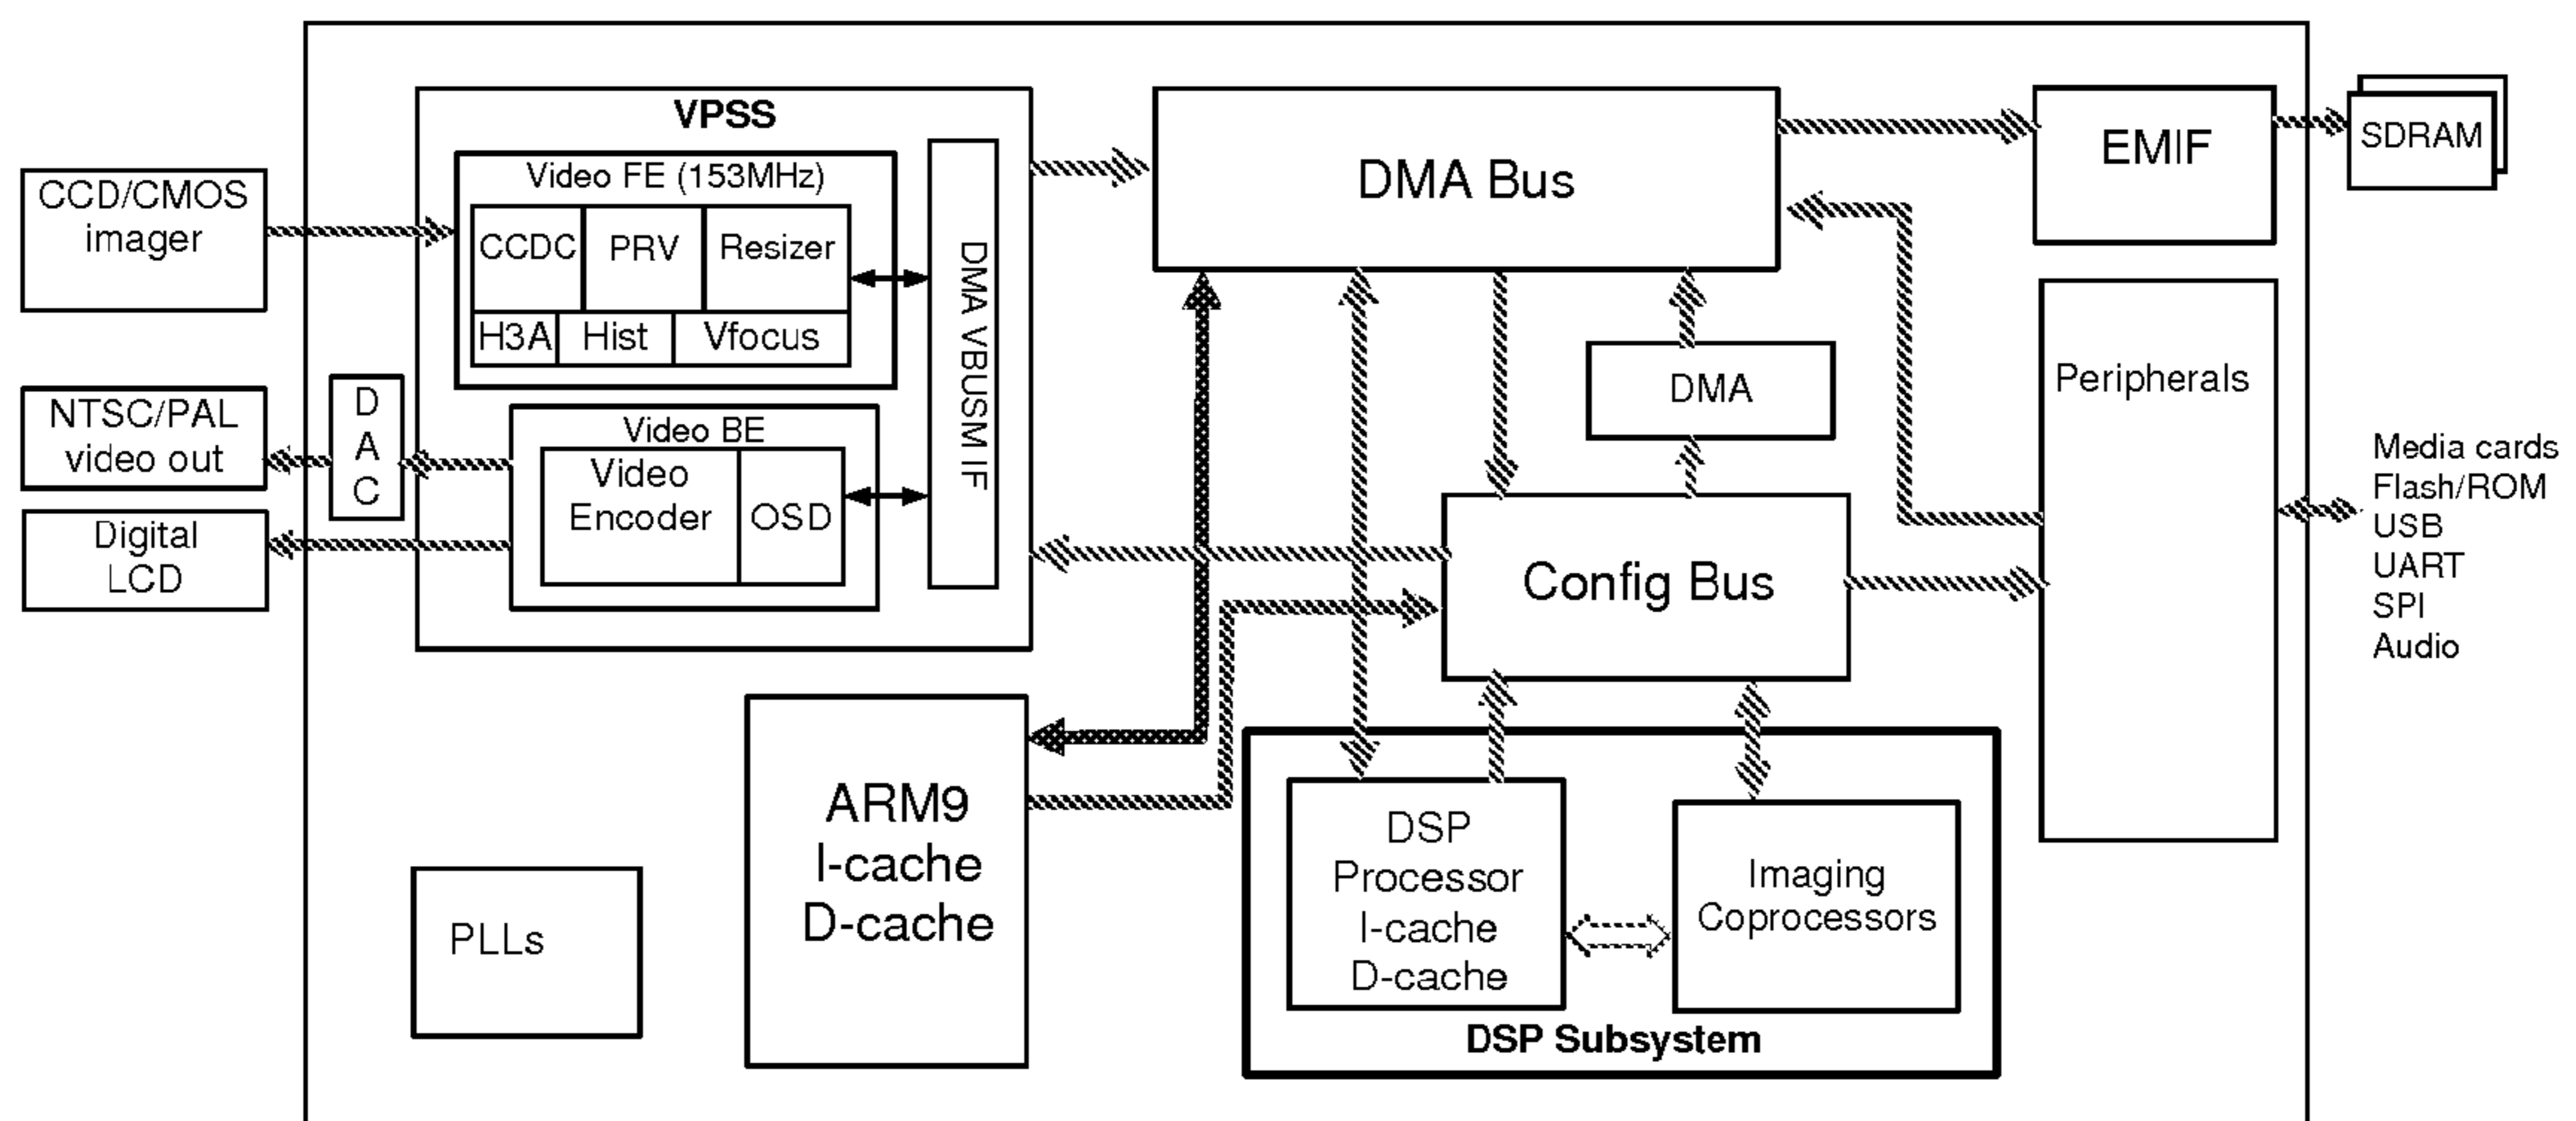 VPSS
Video FE (153MHz)
CCDC
PRV
Resizer
H3A
Hist
Vfocus
DMA VBUSM IF
Video BE
Video
Encoder
OSD
CCD/CMOS
imager
NTSC/PAL
video out
Digital
LCD
D
A
C
DMA Bus
EMIF
SDRAM
DMA
Peripherals
Config Bus
Media cards
Flash/ROM
USB
UART
SPI
Audio
ARM9
I-cache
D-cache
PLLs
DSP
Processor
I-cache
D-cache
Imaging
Coprocessors
DSP Subsystem